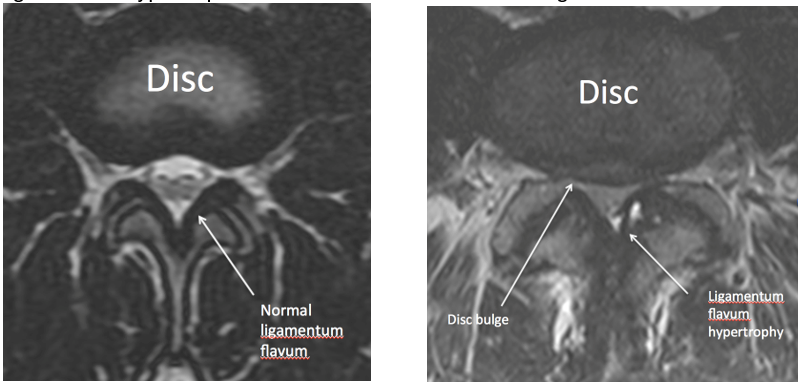 Disc
Normal
ligamentum
flavum
Disc
Disc bulge
Ligamentum
flavum
hypertrophy